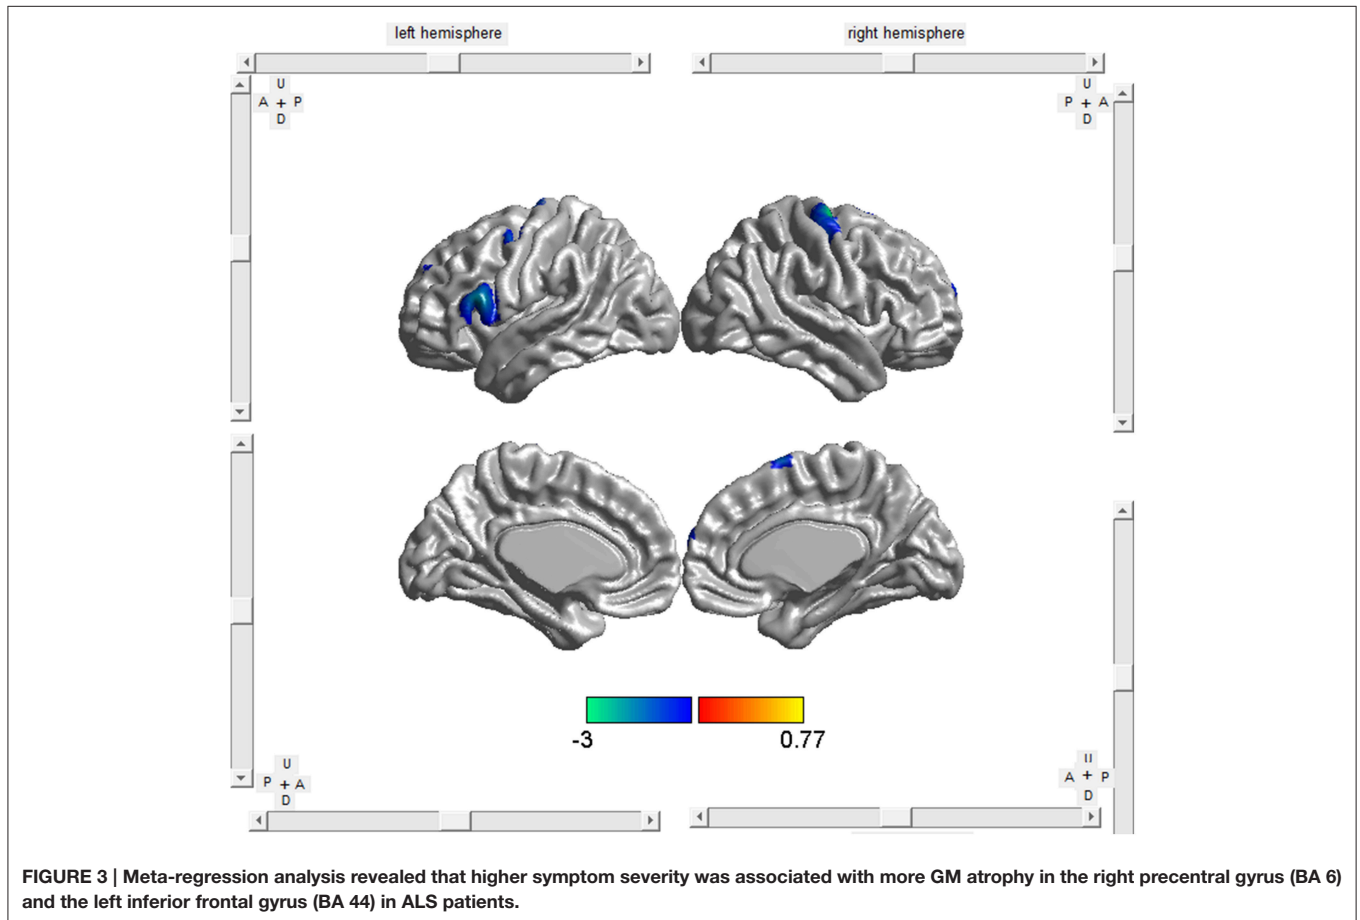 left hemisphere
right hemisphere
U
A + P
D
U
P + A
D
-3
0.77
U
P + A
D
U
A + P
D
FIGURE 3 | Meta-regression analysis revealed that higher symptom severity was associated with more GM atrophy in the right precentral gyrus (BA 6)
and the left inferior frontal gyrus (BA 44) in ALS patients.